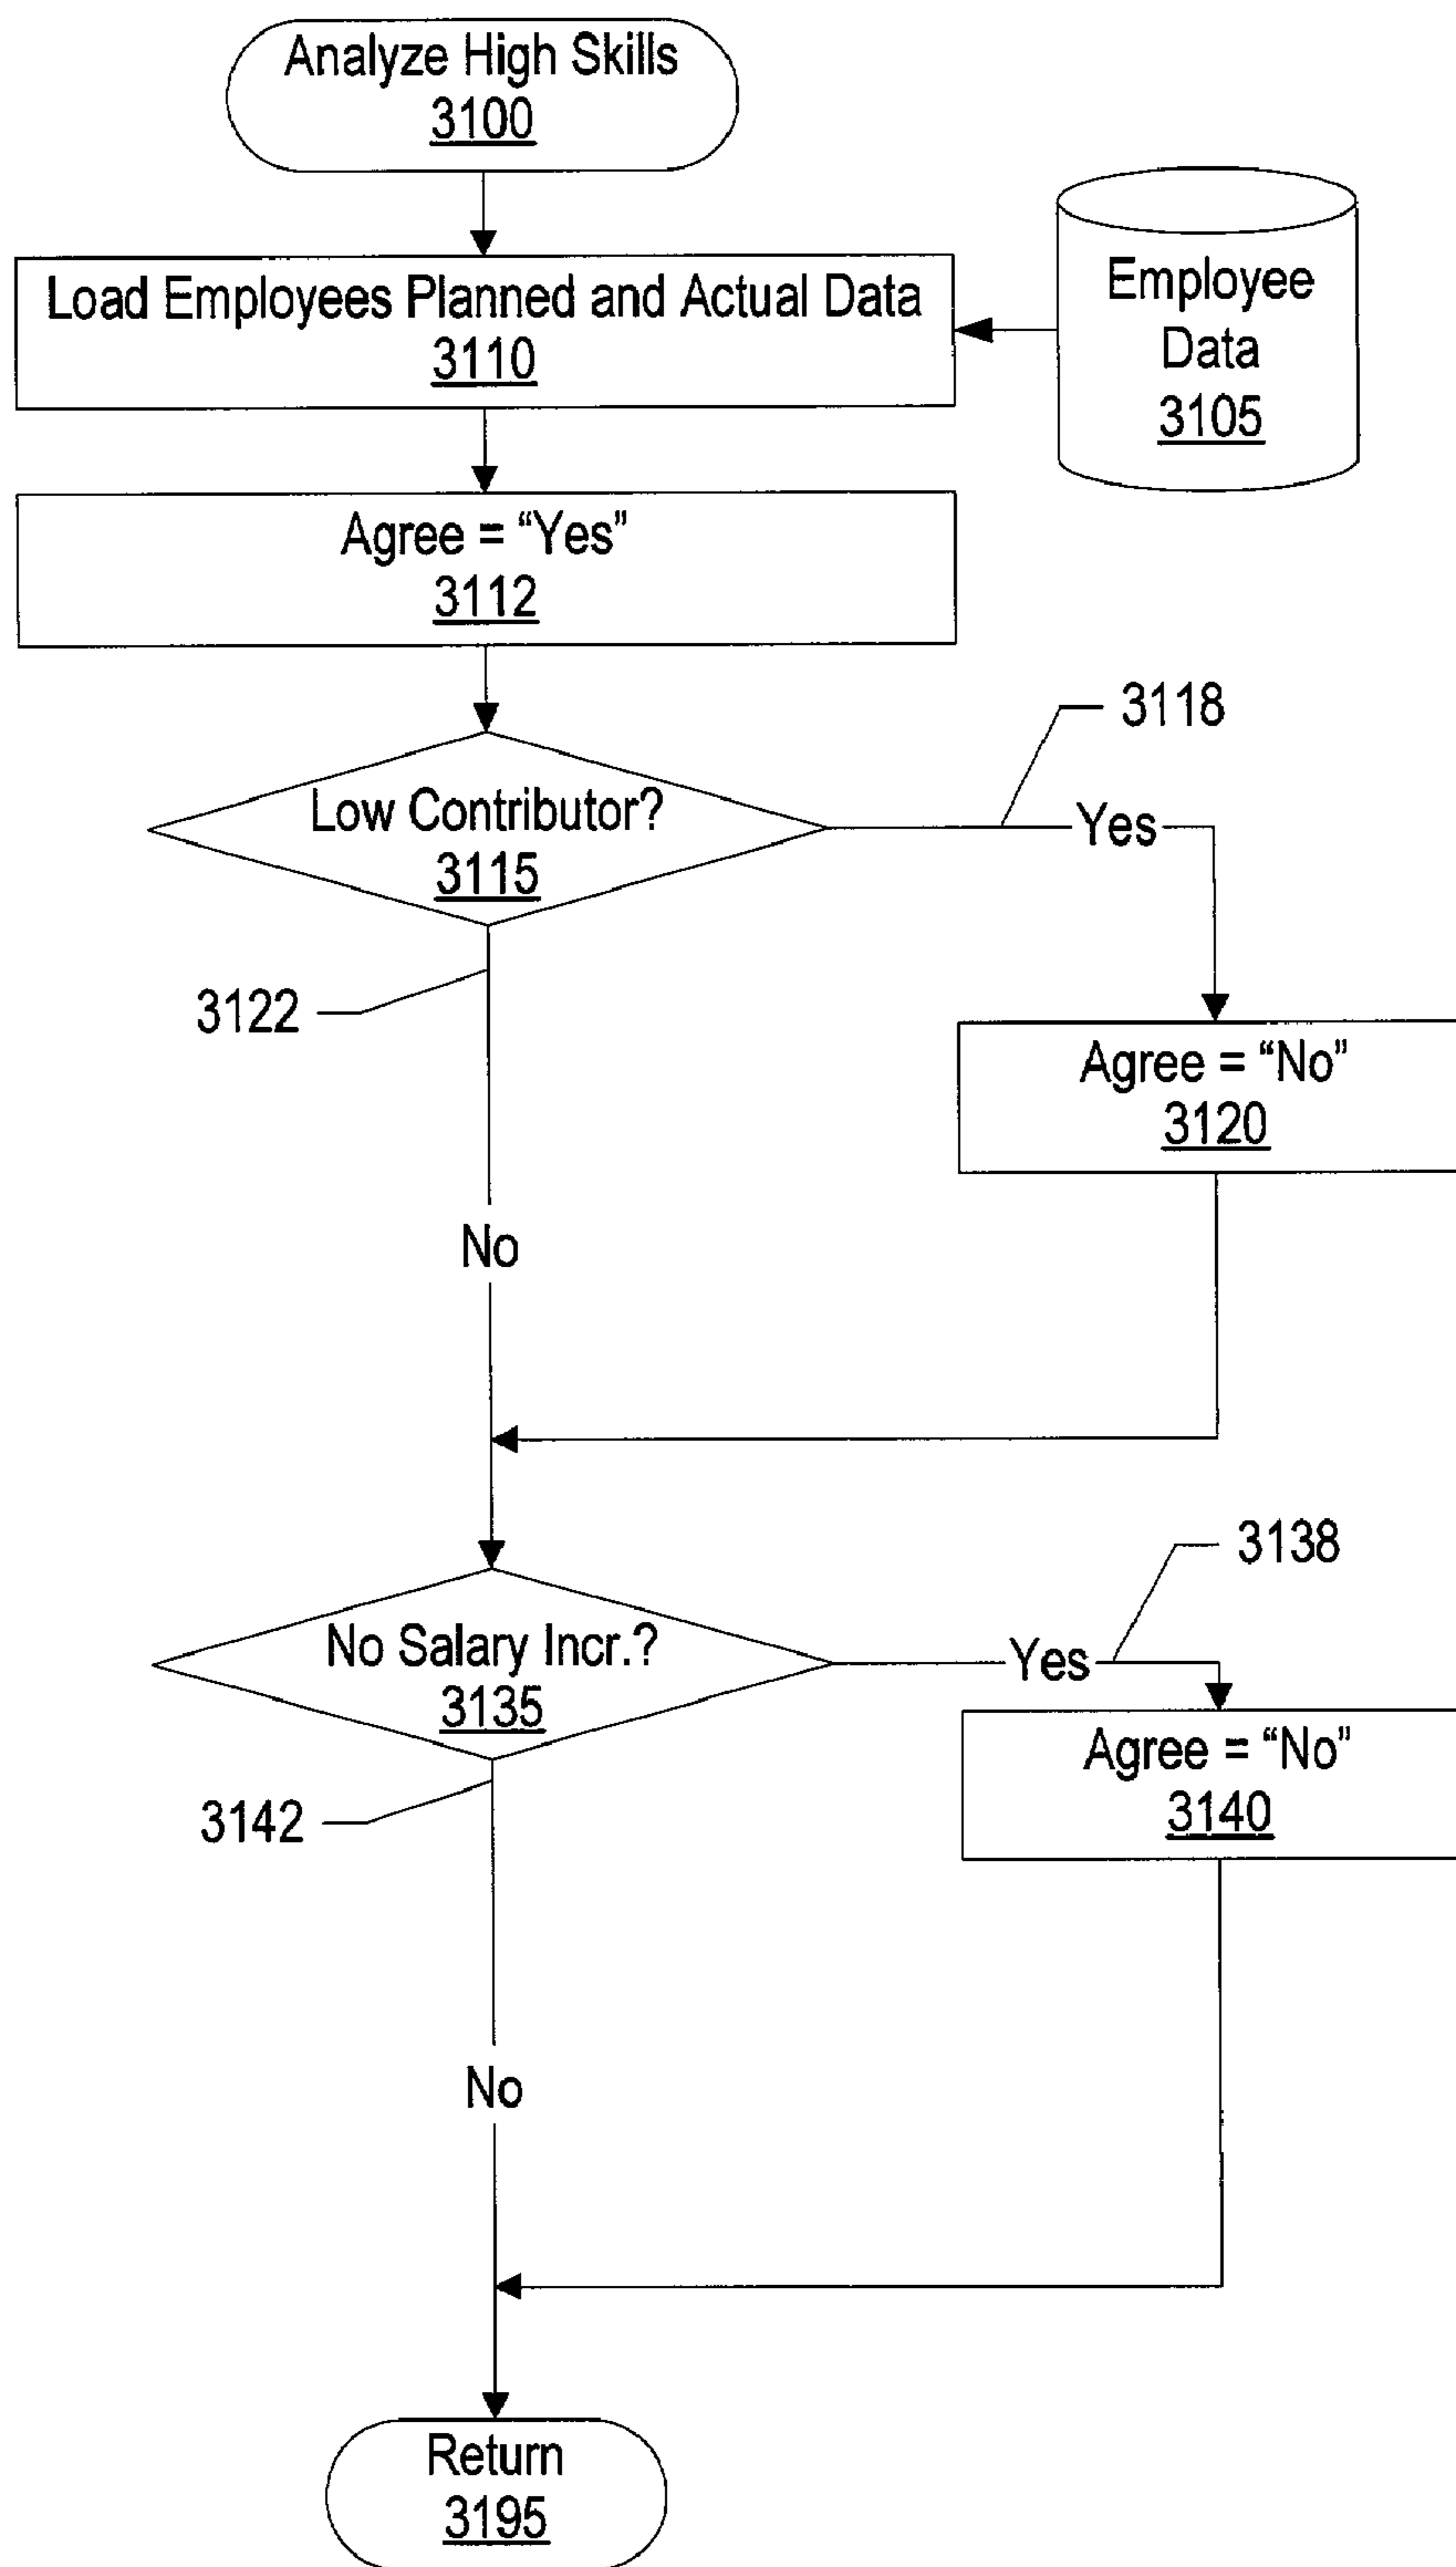 Analyze High Skills
3100
Load Employees Planned and Actual Data
3110
Employee
Data
3105
Agree = “Yes”
3112
3118
Low Contributor?
3115
Yes
3122
Agree = “No”
3120
No
3138
No Salary Incr.?
3135
Yes
3142
Agree = “No”
3140
No
Return
3195